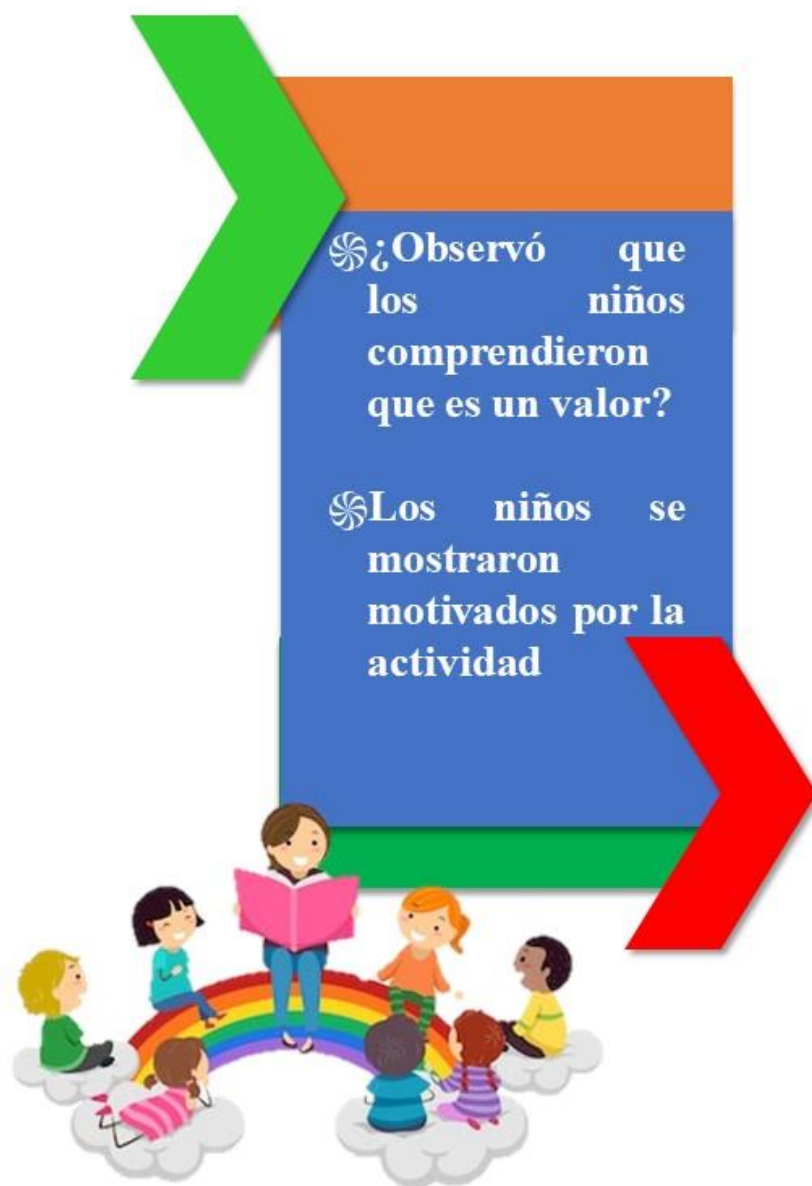 ¿Observó que
los niños
comprendieron
que es un valor?
Los niños se
mostraron
motivados por la
actividad